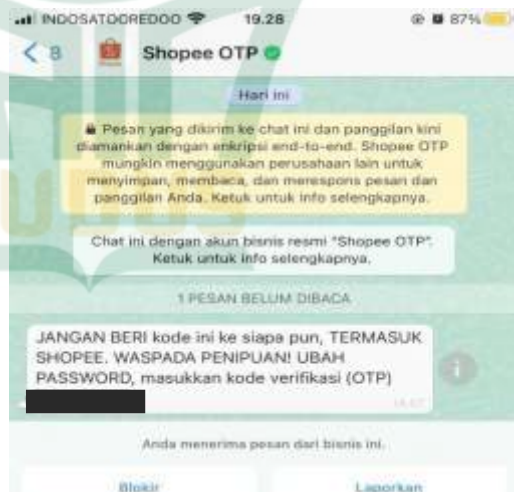 INDOSATOOREDOO 19.28 87%
8 Shopee OTP
Hari ini
Pesan yang dikirim ke chat ini dan panggilan kini
diamankan dengan enkripsi end-to-end. Shopee OTP
mungkin menggunakan perusahaan lain untuk
menyimpan, membaca, dan merespons pesan dan
panggilan Anda. Ketuk untuk info selengkapnya.
Chat ini dengan akun bisnis resmi "Shopee OTP".
Ketuk untuk info selengkapnya.
1 PESAN BELUM DIBACA
JANGAN BERI kode ini ke siapa pun, TERMASUK
SHOPEE. WASPADA PENIPUAN! UBAH
PASSWORD, masukkan kode verifikasi (OTP)
Anda menerima pesan dari bisnis ini.
Blokir Laporkan